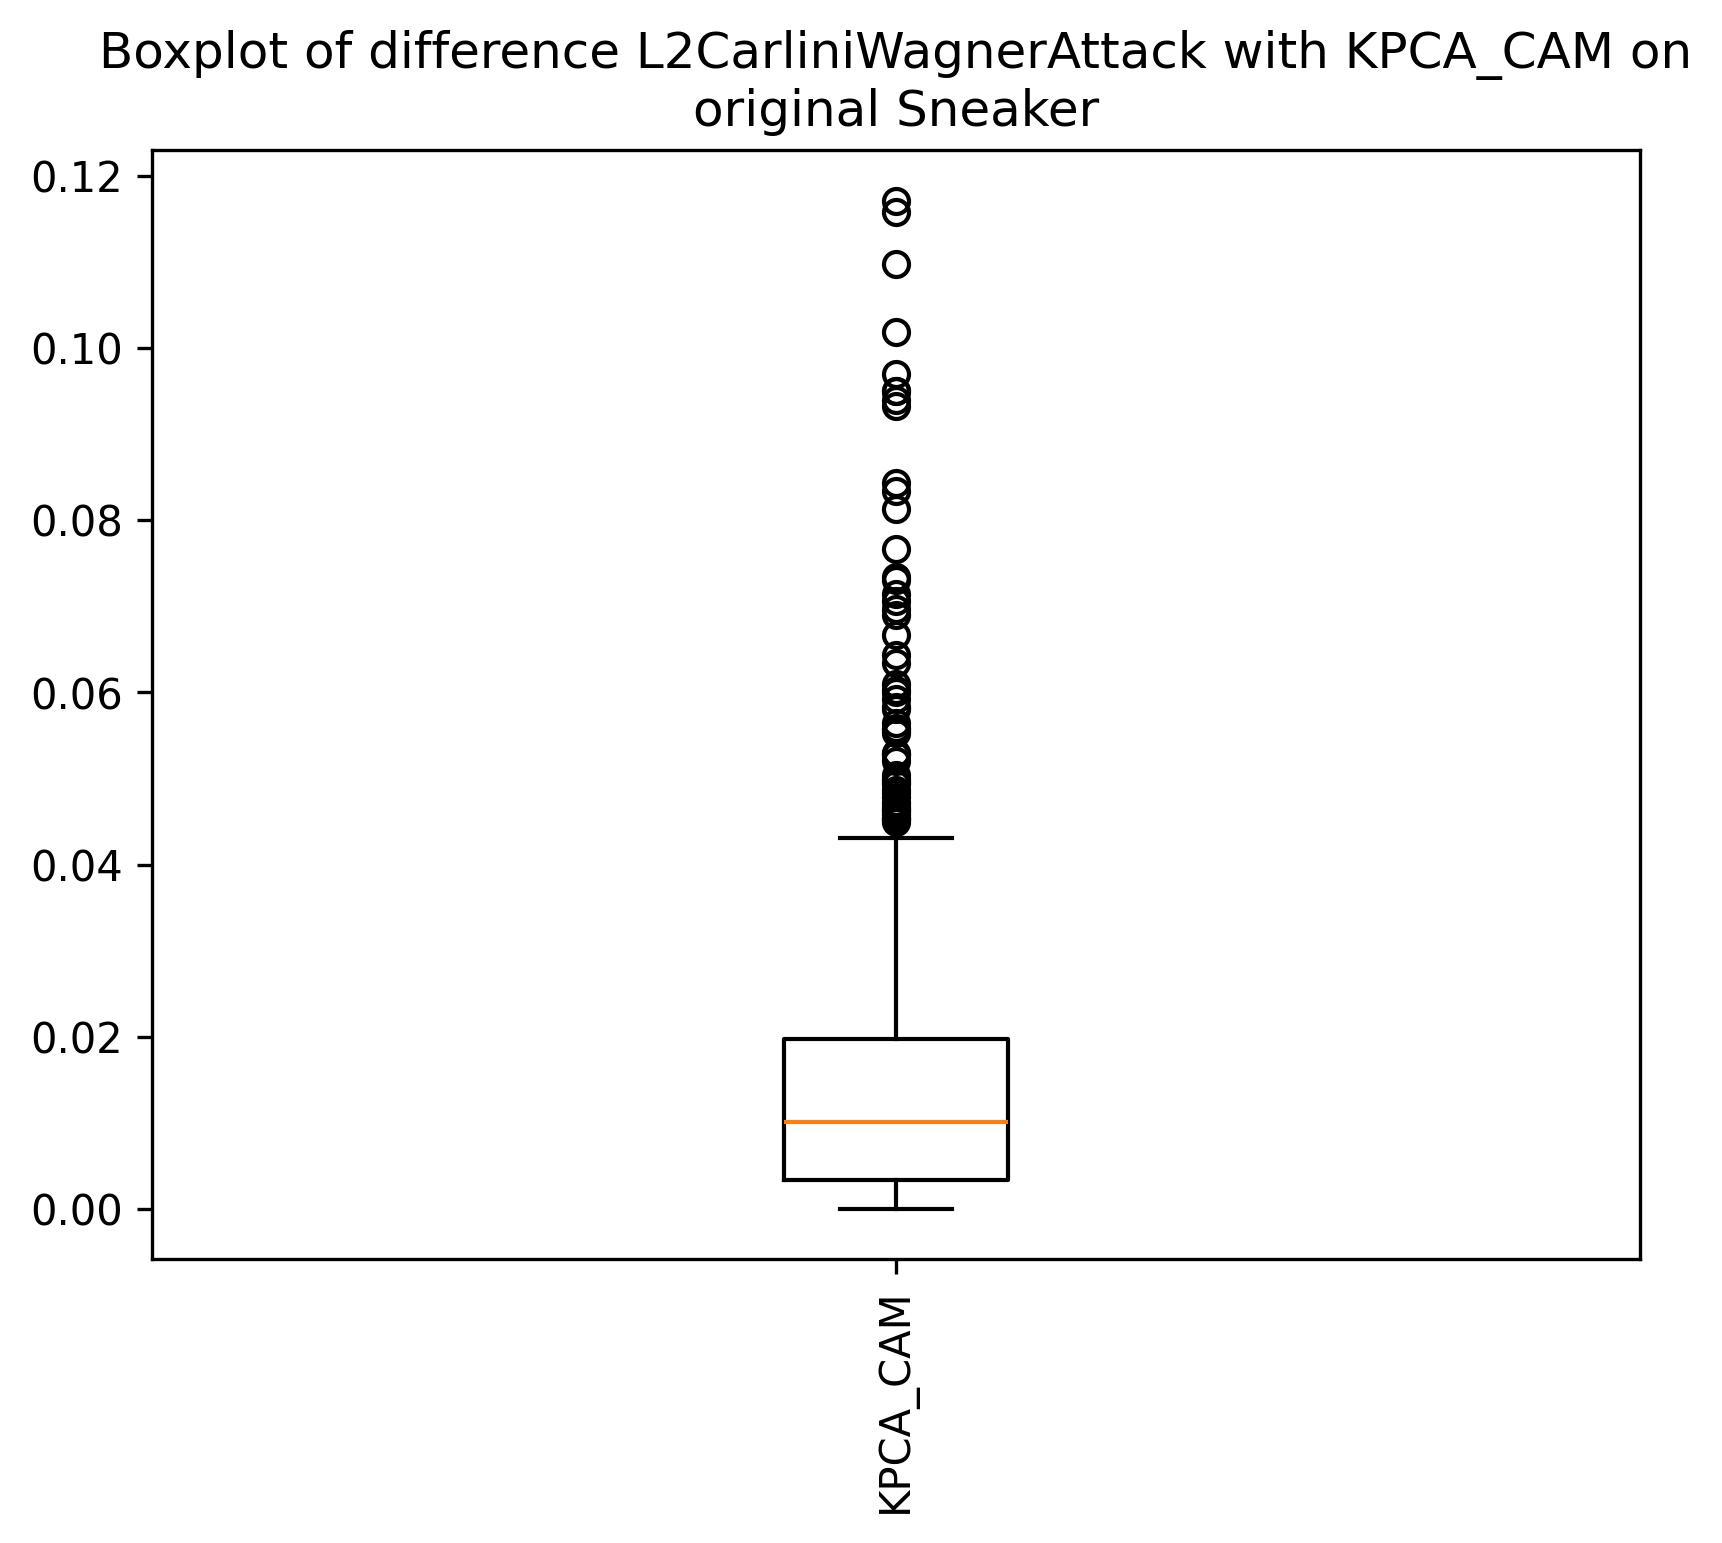 Boxplot of difference L2CarliniWagnerAttack with KPCA_CAM on
original Sneaker
0.12
0.10
0.08
0.06
0.04
0.02
0.00
KPCA_CAM